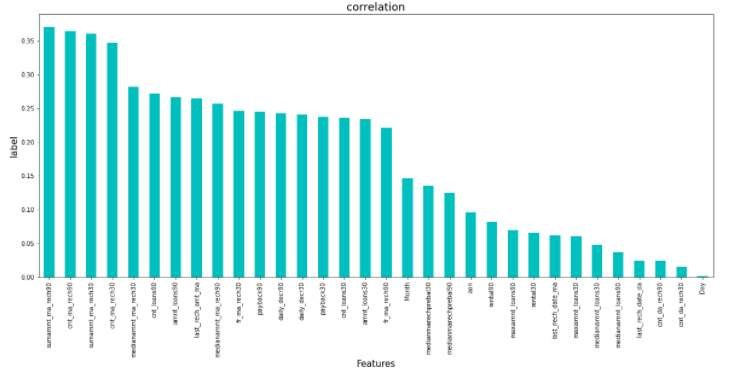 correlation
label
0.35
0.30
0.25
0.20
0.15
0.10
0.05
0.00
sumamnt_ma_rech90
cnt_ma_rech90
sumamnt_ma_rech30
cnt_ma_rech30
medianamnt_ma_rech30
cnt_loans90
amnt_loans90
last_rech_amt_ma
medianamnt_ma_rech90
fr_ma_rech30
payback90
daily_decr90
daily_decr30
payback30
cnt_loans30
amnt_loans30
fr_ma_rech90
Month
medianmarechprebal30
medianmarechprebal90
aon
rental90
maxamnt_loans90
rental30
last_rech_date_ma
maxamnt_loans30
medianamnt_loans30
medianamnt_loans90
last_rech_date_da
cnt_da_rech90
cnt_da_rech30
Day
Features